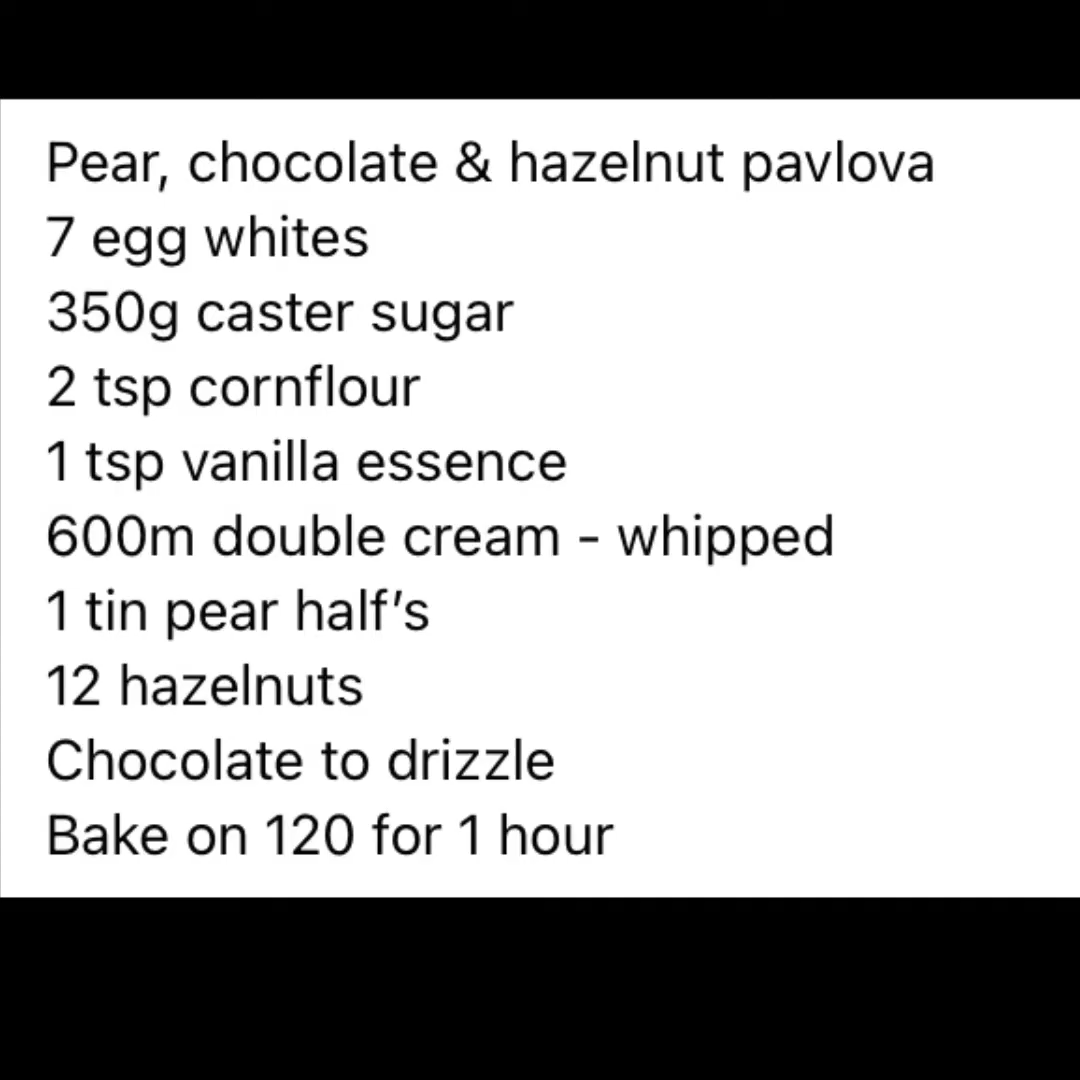 Pear, chocolate & hazelnut pavlova
7 egg whites
350g caster sugar
2 tsp cornflour
1 tsp vanilla essence
600m double cream - whipped
1 tin pear half’s
12 hazelnuts
Chocolate to drizzle
Bake on 120 for 1 hour